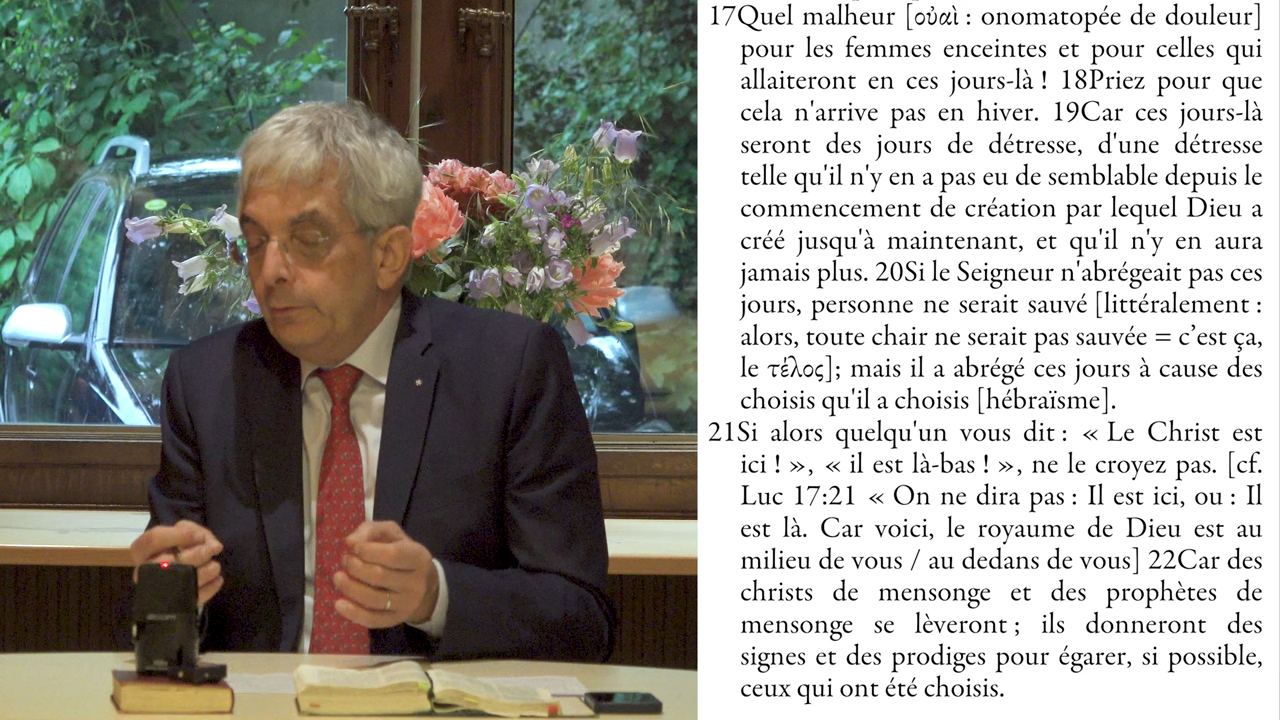 17Quel malheur [οὐαὶ : onomatopée de douleur]
pour les femmes enceintes et pour celles qui
allaiteront en ces jours-là ! 18Priez pour que
cela n'arrive pas en hiver. 19Car ces jours-là
seront des jours de détresse, d'une détresse
telle qu'il n'y en a pas eu de semblable depuis le
commencement de création par lequel Dieu a
créé jusqu'à maintenant, et qu'il n'y en aura
jamais plus. 20Si le Seigneur n'abrégeait pas ces
jours, personne ne serait sauvé [littéralement :
alors, toute chair ne serait pas sauvée = c’est ça,
le τέλος]; mais il a abrégé ces jours à cause des
choisis qu'il a choisis [hébraïsme].
21Si alors quelqu'un vous dit : « Le Christ est
ici ! », « il est là-bas ! », ne le croyez pas. [cf.
Luc 17:21 « On ne dira pas : Il est ici, ou : Il
est là. Car voici, le royaume de Dieu est au
milieu de vous / au dedans de vous] 22Car des
christs de mensonge et des prophètes de
mensonge se lèveront ; ils donneront des
signes et des prodiges pour égarer, si possible,
ceux qui ont été choisis.